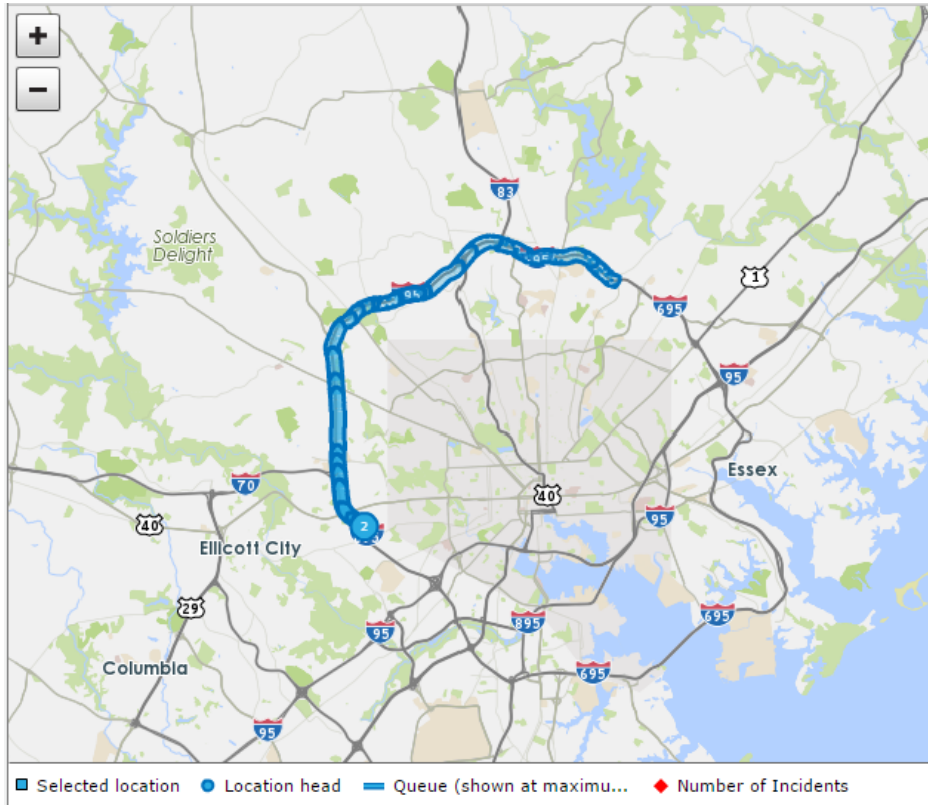 +
−
83
Soldiers
Delight
1
95
695
95
70
Essex
40
40
95
2
Ellicott City
29
895
695
95
Columbia
695
95
Selected location
Location head
Queue (shown at maximu...
Number of Incidents